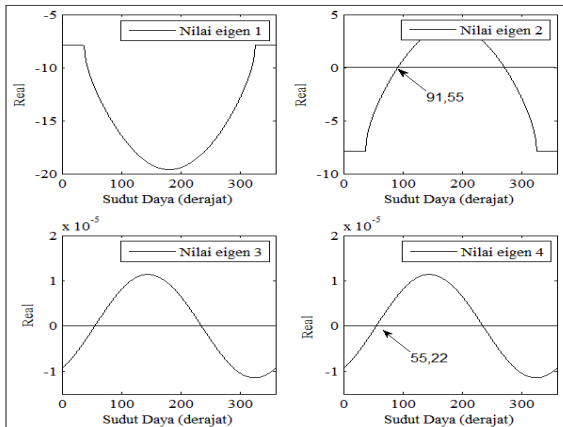 Nilai eigen 1
-5
-10
-15
-20
Real
0 100 200 300
Sudut Daya (derajat)
Nilai eigen 2
5
0
-5
-10
Real
91,55
0 100 200 300
Sudut Daya (derajat)
x 10-5
Nilai eigen 3
2
1
0
-1
Real
0 100 200 300
Sudut Daya (derajat)
x 10-5
Nilai eigen 4
2
1
0
-1
Real
55,22
0 100 200 300
Sudut Daya (derajat)